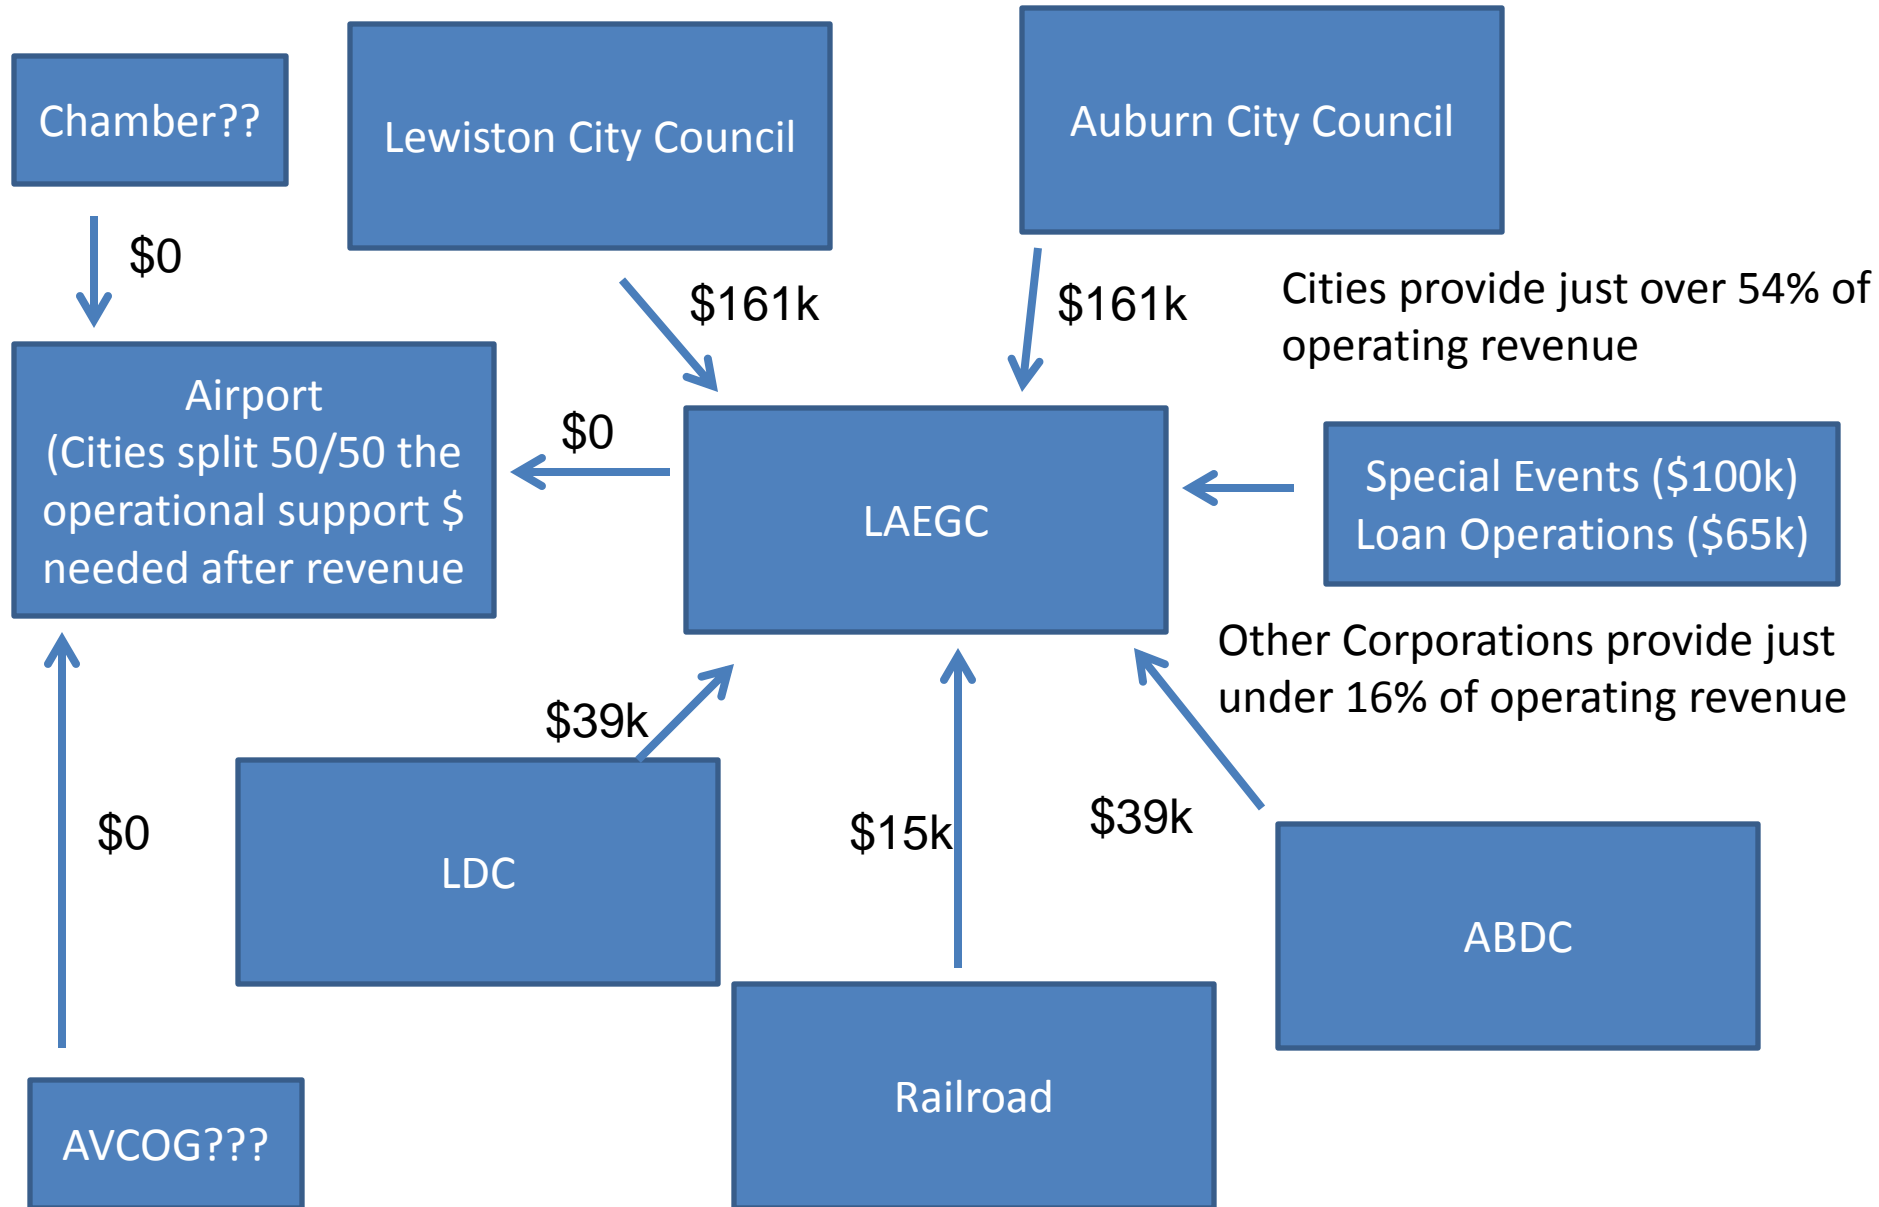 Chamber??
Lewiston City Council
Auburn City Council
$0
$161k
$161k
Cities provide just over 54% of
operating revenue
Airport
(Cities split 50/50 the
operational support $
needed after revenue
$0
LAEGC
Special Events ($100k)
Loan Operations ($65k)
Other Corporations provide just
under 16% of operating revenue
$39k
$0
$15k
$39k
LDC
ABDC
Railroad
AVCOG???